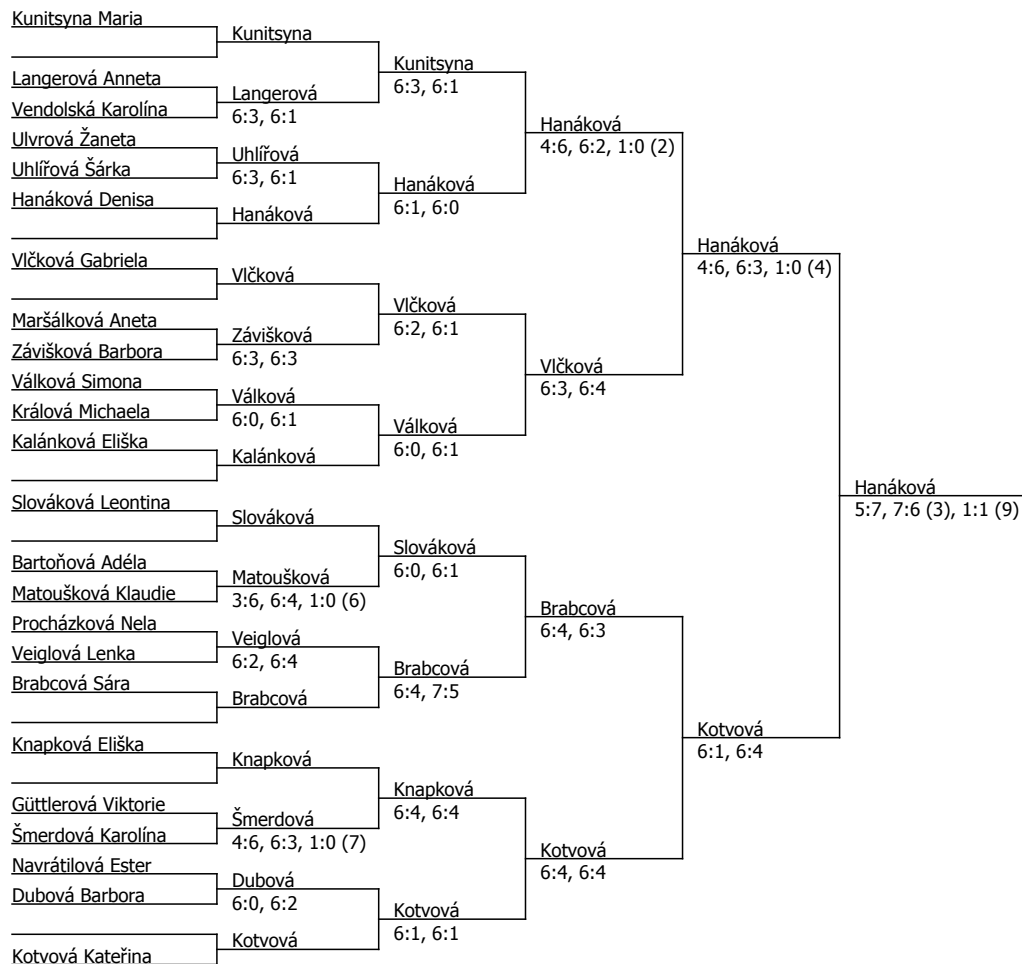 Kunitsyna Maria
Langerová Anneta
Vendolská Karolína
Ulvrová Žaneta
Uhlířová Šárka
Hanáková Denisa
Vlčková Gabriela
Maršálková Aneta
Závišková Barbora
Válková Simona
Králová Michaela
Kalánková Eliška
Slováková Leontina
Bartoňová Adéla
Matoušková Klaudie
Procházková Nela
Veiglová Lenka
Brabcová Sára
Knapková Eliška
Güttlerová Viktorie
Šmerdová Karolína
Navrátilová Ester
Dubová Barbora
Kotvová Kateřina
Kunitsyna
Langerová
6:3, 6:1
Uhlířová
6:3, 6:1
Hanáková
Vlčková
Závišková
6:3, 6:3
Válková
6:0, 6:1
Kalánková
Slováková
Matoušková
3:6, 6:4, 1:0 (6)
Veiglová
6:2, 6:4
Brabcová
Knapková
Šmerdová
4:6, 6:3, 1:0 (7)
Dubová
6:0, 6:2
Kotvová
Kunitsyna
6:3, 6:1
Hanáková
6:1, 6:0
Vlčková
6:2, 6:1
Válková
6:0, 6:1
Slováková
6:0, 6:1
Brabcová
6:4, 7:5
Knapková
6:4, 6:4
Kotvová
6:1, 6:1
Hanáková
4:6, 6:2, 1:0 (2)
Vlčková
6:3, 6:4
Brabcová
6:4, 6:3
Kotvová
6:4, 6:4
Hanáková
4:6, 6:3, 1:0 (4)
Kotvová
6:1, 6:4
Hanáková
5:7, 7:6 (3), 1:1 (9)